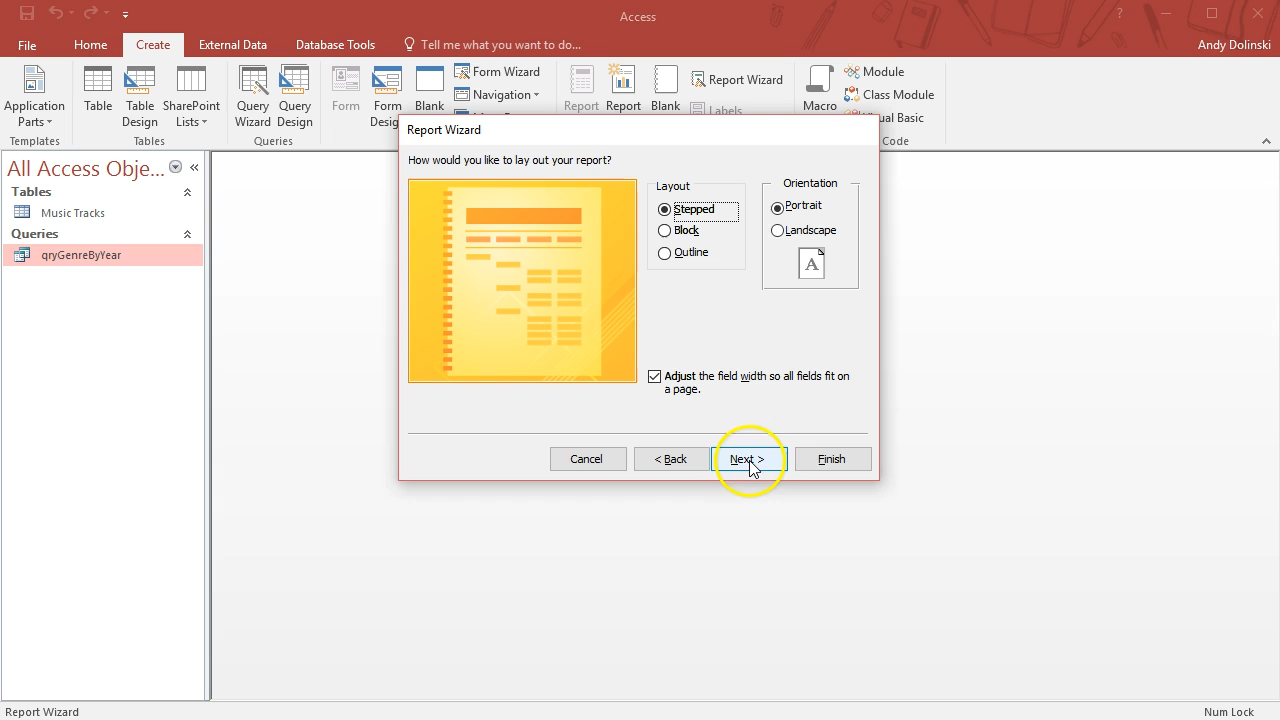 Access
Andy Dolinski
File
Home
Create
External Data
Database Tools
Tell me what you want to do...
Application
Parts
Templates
Table
Table
Design
SharePoint
Lists
Tables
Query
Wizard
Query
Design
Queries
Form
Form
Blank
Form Wizard
Navigation
Report
Report
Blank
Report Wizard
Labels
Macro
Module
Class Module
Code
All Access Obje...
Tables
Music Tracks
Queries
qryGenreByYear
Report Wizard
How would you like to lay out your report?
Layout
Stepped
Block
Outline
Orientation
Portrait
Landscape
A
Adjust the field width so all fields fit on
a page.
Cancel
< Back
Next >
Finish
Report Wizard
Num Lock